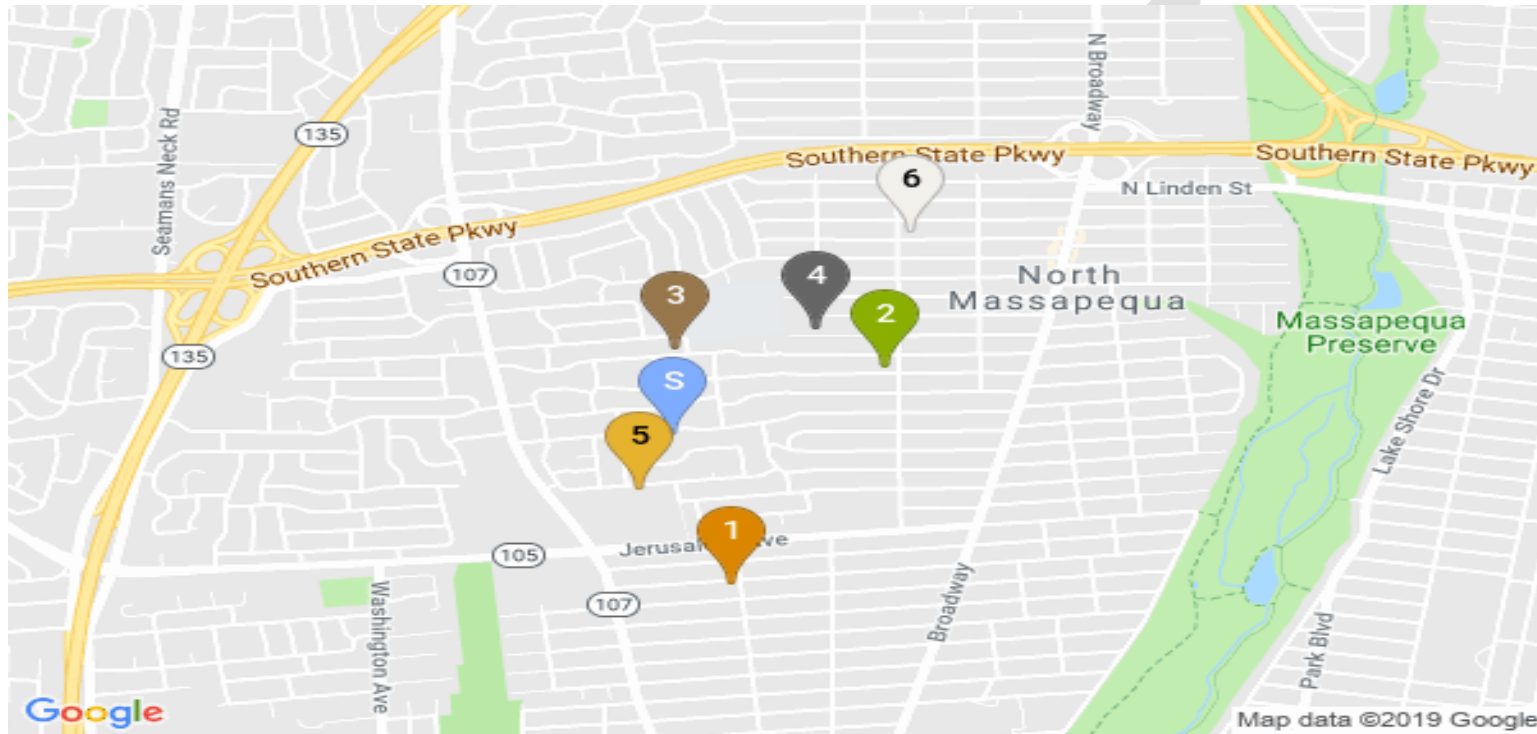 N Broadway
Seamans Neck Rd
135
Southern State Pkwy
Southern State Pkwy
6
N Linden St
Southern State Pkwy
107
4
North
Massapequa
3
2
Massapequa
Preserve
135
S
Lake Shore Dr
5
1
105
107
Washington Ave
Broadway
Park Blvd
Google
Map data ©2019 Google